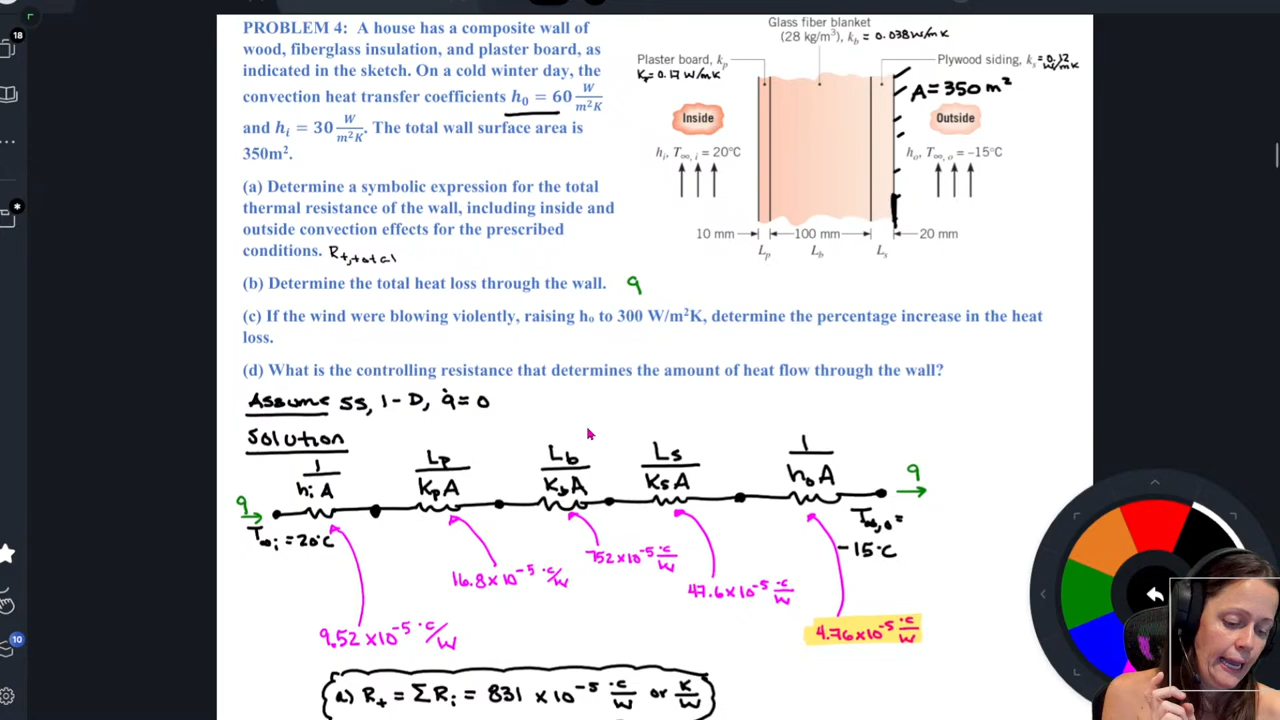 18
10
PROBLEM 4: A house has a composite wall of
wood, fiberglass insulation, and plaster board, as
indicated in the sketch. On a cold winter day, the
convection heat transfer coefficients h₀ = 60 W/m²K
and hᵢ = 30 W/m²K. The total wall surface area is
350m².
(a) Determine a symbolic expression for the total
thermal resistance of the wall, including inside and
outside convection effects for the prescribed
conditions. Rt,total
(b) Determine the total heat loss through the wall. q
(c) If the wind were blowing violently, raising hₒ to 300 W/m²K, determine the percentage increase in the heat
loss.
(d) What is the controlling resistance that determines the amount of heat flow through the wall?
Glass fiber blanket
(28 kg/m³), k_b = 0.038 W/mK
Plaster board, k_p
Kp = 0.17 W/mK
Plywood siding, k_s = 0.12 W/mK
A = 350 m²
Inside
Outside
hᵢ, T∞,i = 20°C
hₒ, T∞,o = −15°C
10 mm
100 mm
20 mm
L_p
L_b
L_s
Assume SS, 1-D, q̇ = 0
Solution
1/hᵢA
Lp/KpA
Lb/KbA
Ls/KsA
1/hₒA
q
q
T∞i = 20°C
T∞,o =
-15°C
9.52 x 10⁻⁵ °C/W
16.8 x 10⁻⁵ °C/W
752 x 10⁻⁵ °C/W
47.6 x 10⁻⁵ °C/W
4.76 x 10⁻⁵ °C/W
a.) Rt = ΣRi = 831 x 10⁻⁵ °C/W or K/W